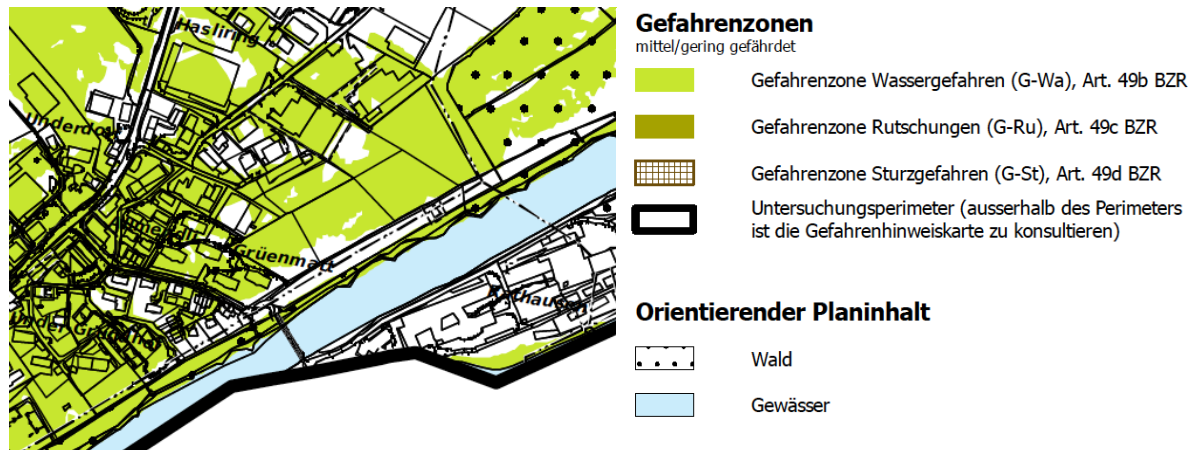 Hasliring
Underdo
Grüenmatt
Gefahrenzonen
mittel/gering gefährdet
Gefahrenzone Wassergefahren (G-Wa), Art. 49b BZR
Gefahrenzone Rutschungen (G-Ru), Art. 49c BZR
Gefahrenzone Sturzgefahren (G-St), Art. 49d BZR
Untersuchungsperimeter (ausserhalb des Perimeters
ist die Gefahrenhinweiskarte zu konsultieren)
Orientierender Planinhalt
Wald
Gewässer